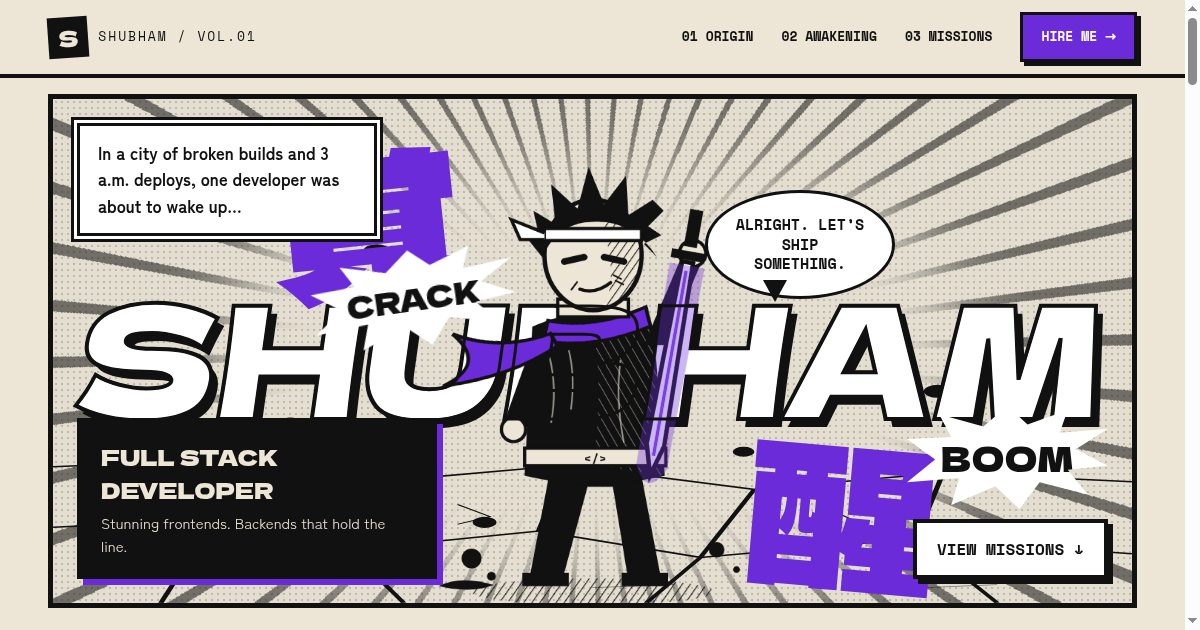 S SHUBHAM / VOL.01
01 ORIGIN 02 AWAKENING 03 MISSIONS HIRE ME →
In a city of broken builds and 3
a.m. deploys, one developer was
about to wake up...
CRACK
ALRIGHT. LET'S
SHIP
SOMETHING.
SHU HAM
</>
FULL STACK
DEVELOPER
Stunning frontends. Backends that hold the
line.
醒
BOOM
VIEW MISSIONS ↓